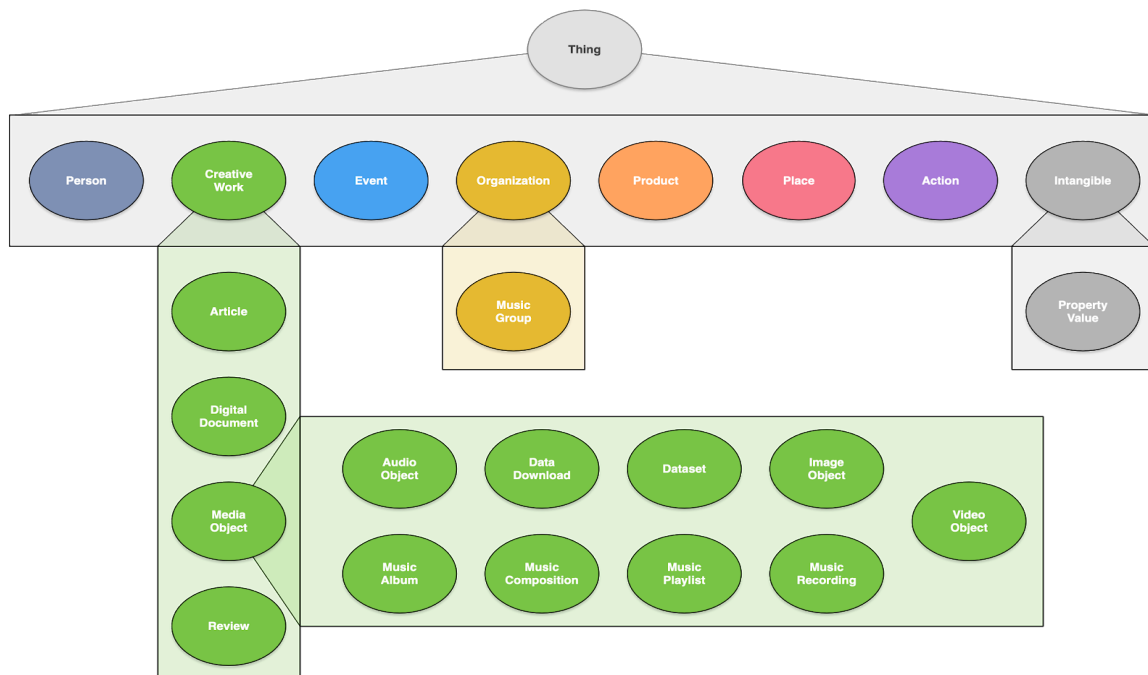 Thing
Person
Creative
Work
Event
Organization
Product
Place
Action
Intangible
Article
Music
Group
Property
Value
Digital
Document
Audio
Object
Data
Download
Dataset
Image
Object
Media
Object
Video
Object
Music
Album
Music
Composition
Music
Playlist
Music
Recording
Review